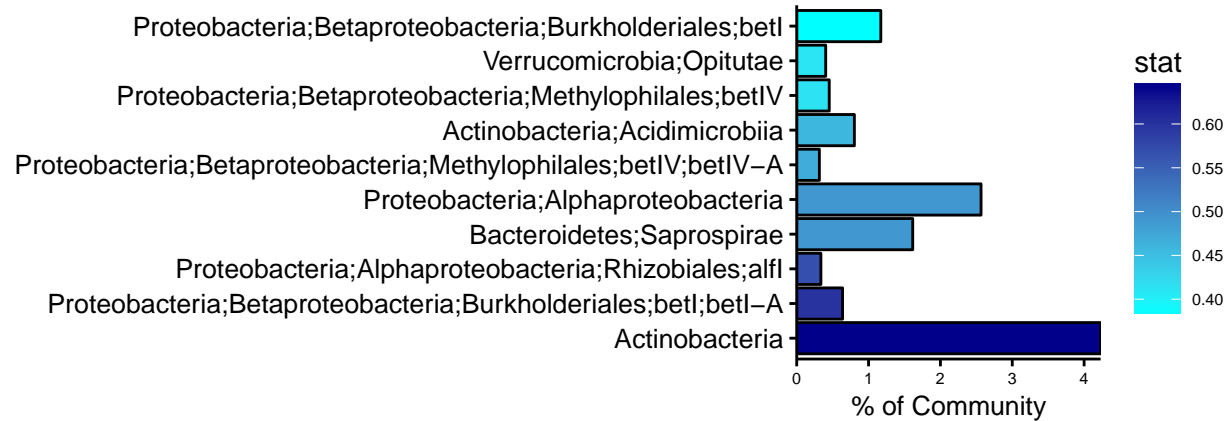 Proteobacteria;Betaproteobacteria;Burkholderiales;betI
Verrucomicrobia;Opitutae
Proteobacteria;Betaproteobacteria;Methylophilales;betIV
Actinobacteria;Acidimicrobiia
Proteobacteria;Betaproteobacteria;Methylophilales;betIV;betIV−A
Proteobacteria;Alphaproteobacteria
Bacteroidetes;Saprospirae
Proteobacteria;Alphaproteobacteria;Rhizobiales;alfI
Proteobacteria;Betaproteobacteria;Burkholderiales;betI;betI−A
Actinobacteria
0 1 2 3 4
% of Community
stat
0.60
0.55
0.50
0.45
0.40